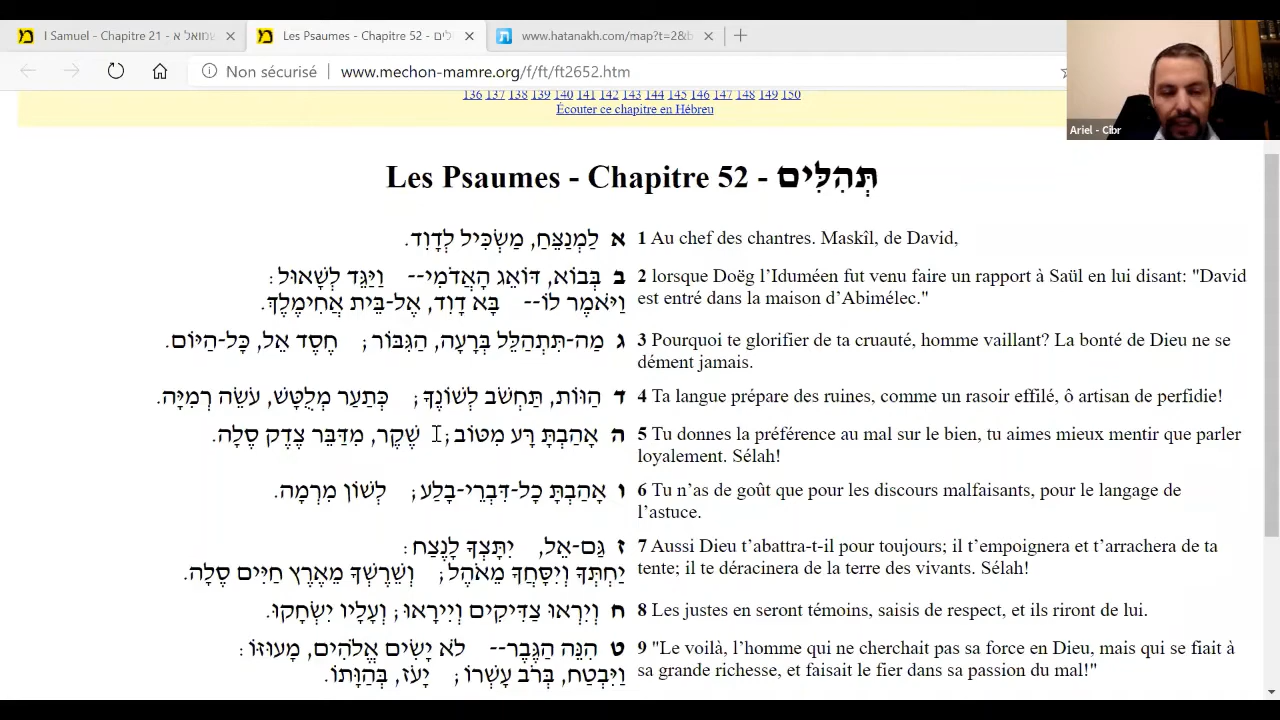 I Samuel - Chapitre 21 - שמואל א
Les Psaumes - Chapitre 52 - לים
www.hatanakh.com/map?t=2&b
Non sécurisé
www.mechon-mamre.org/f/ft/ft2652.htm
Ariel - Cibr
136 137 138 139 140 141 142 143 144 145 146 147 148 149 150
Écouter ce chapitre en Hébreu
Les Psaumes - Chapitre 52 - תְּהִלִּים
א לַמְנַצֵּחַ, מַשְׂכִּיל לְדָוִד.
1 Au chef des chantres. Maskîl, de David,
ב בְּבוֹא, דּוֹאֵג הָאֲדֹמִי-- וַיַּגֵּד לְשָׁאוּל:
וַיֹּאמֶר לוֹ-- בָּא דָוִד, אֶל-בֵּית אֲחִימֶלֶךְ.
2 lorsque Doëg l’Iduméen fut venu faire un rapport à Saül en lui disant: "David
est entré dans la maison d’Abimélec."
ג מַה-תִּתְהַלֵּל בְּרָעָה, הַגִּבּוֹר; חֶסֶד אֵל, כָּל-הַיּוֹם.
3 Pourquoi te glorifier de ta cruauté, homme vaillant? La bonté de Dieu ne se
dément jamais.
ד הַוּוֹת, תַּחְשֹׁב לְשׁוֹנֶךָ; כְּתַעַר מְלֻטָּשׁ, עֹשֵׂה רְמִיָּה.
4 Ta langue prépare des ruines, comme un rasoir effilé, ô artisan de perfidie!
ה אָהַבְתָּ רָּע מִטּוֹב; שֶׁקֶר, מִדַּבֵּר צֶדֶק סֶלָה.
5 Tu donnes la préférence au mal sur le bien, tu aimes mieux mentir que parler
loyalement. Sélah!
ו אָהַבְתָּ כָל-דִּבְרֵי-בָלַע; לְשׁוֹן מִרְמָה.
6 Tu n’as de goût que pour les discours malfaisants, pour le langage de
l’astuce.
ז גַּם-אֵל, יִתָּצְךָ לָנֶצַח:
יַחְתְּךָ וְיִסָּחֲךָ מֵאֹהֶל; וְשֵׁרֶשְׁךָ מֵאֶרֶץ חַיִּים סֶלָה.
7 Aussi Dieu t’abattra-t-il pour toujours; il t’empoignera et t’arrachera de ta
tente; il te déracinera de la terre des vivants. Sélah!
ח וְיִרְאוּ צַדִּיקִים וְיִירָאוּ; וְעָלָיו יִשְׂחָקוּ.
8 Les justes en seront témoins, saisis de respect, et ils riront de lui.
ט הִנֵּה הַגֶּבֶר-- לֹא יָשִׂים אֱלֹהִים, מָעוּזּוֹ:
וַיִּבְטַח, בְּרֹב עָשְׁרוֹ; יָעֹז, בְּהַוָּתוֹ.
9 "Le voilà, l’homme qui ne cherchait pas sa force en Dieu, mais qui se fiait à
sa grande richesse, et faisait le fier dans sa passion du mal!"